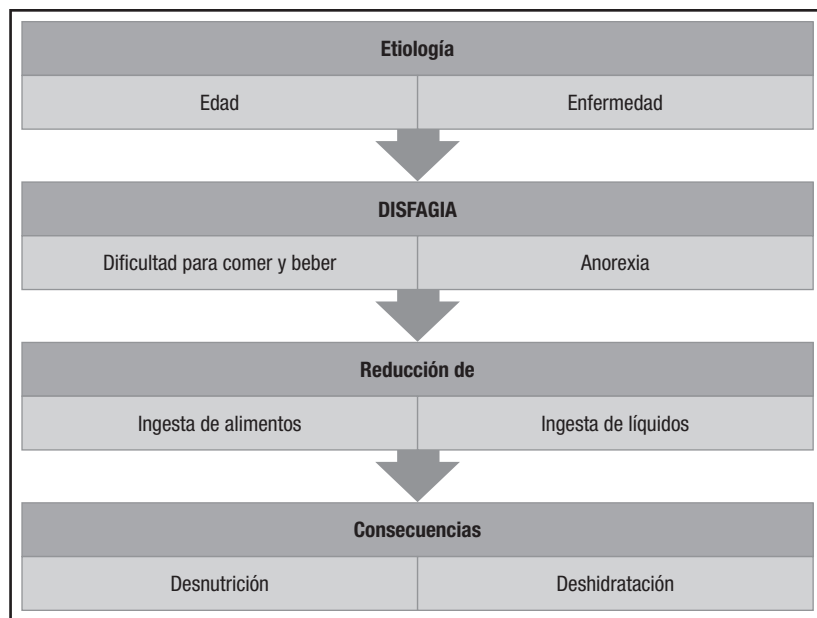 Etiología
Edad Enfermedad
DISFAGIA
Dificultad para comer y beber Anorexia
Reducción de
Ingesta de alimentos Ingesta de líquidos
Consecuencias
Desnutrición Deshidratación